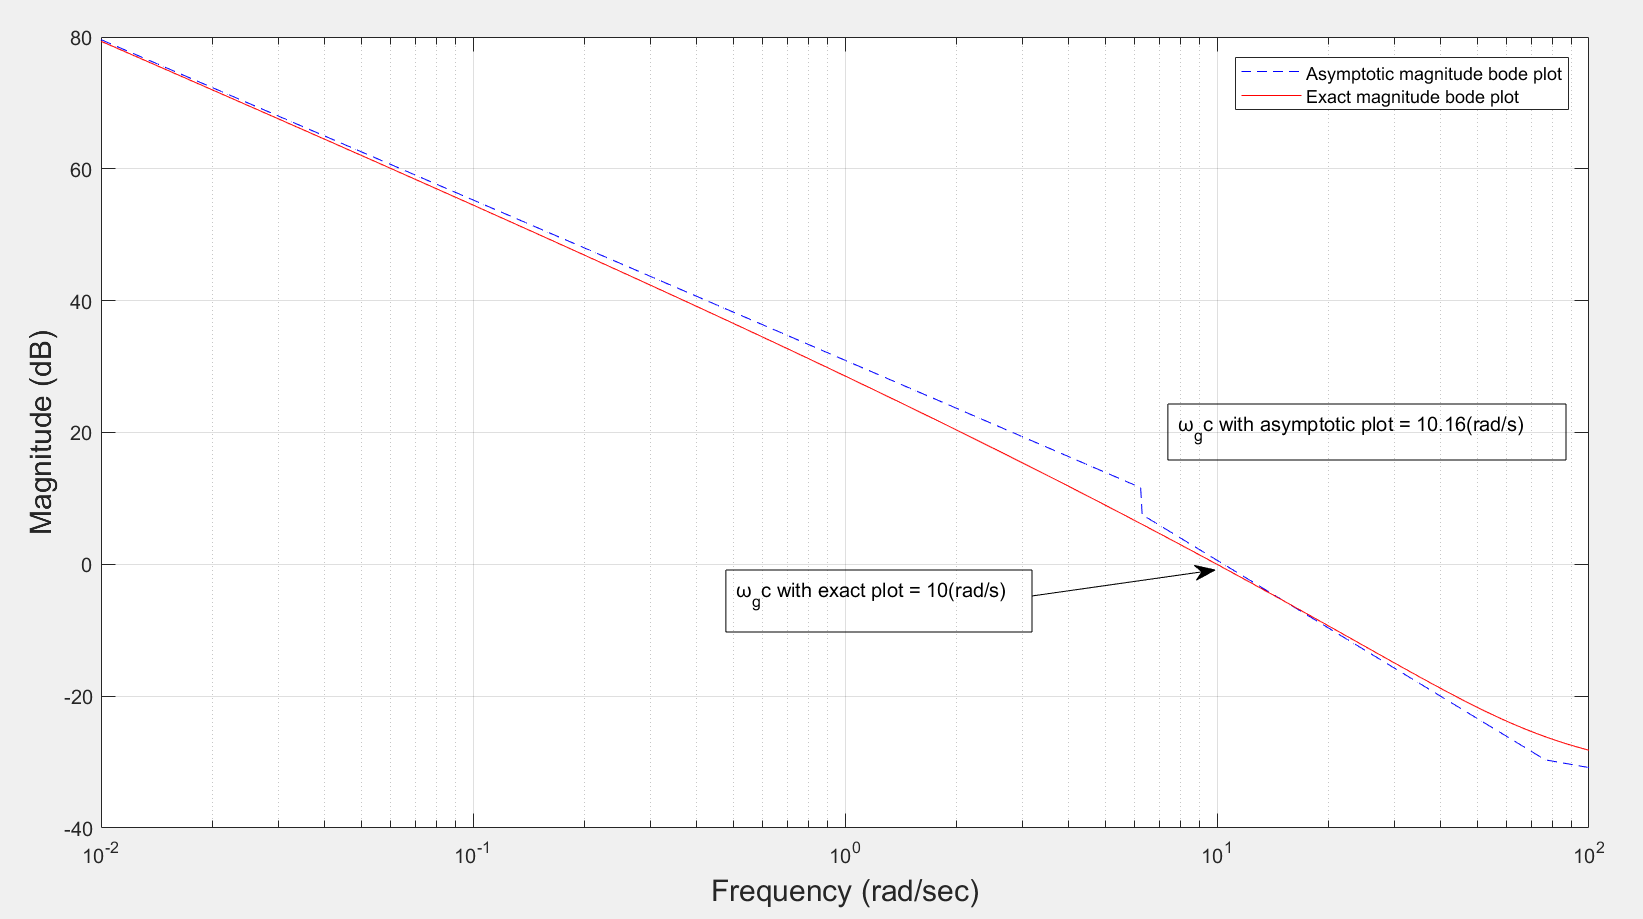 Asymptotic magnitude bode plot
Exact magnitude bode plot
80
60
40
20
0
-20
-40
Magnitude (dB)
ω_gc with asymptotic plot = 10.16(rad/s)
ω_gc with exact plot = 10(rad/s)
10^-2
10^-1
10^0
10^1
10^2
Frequency (rad/sec)